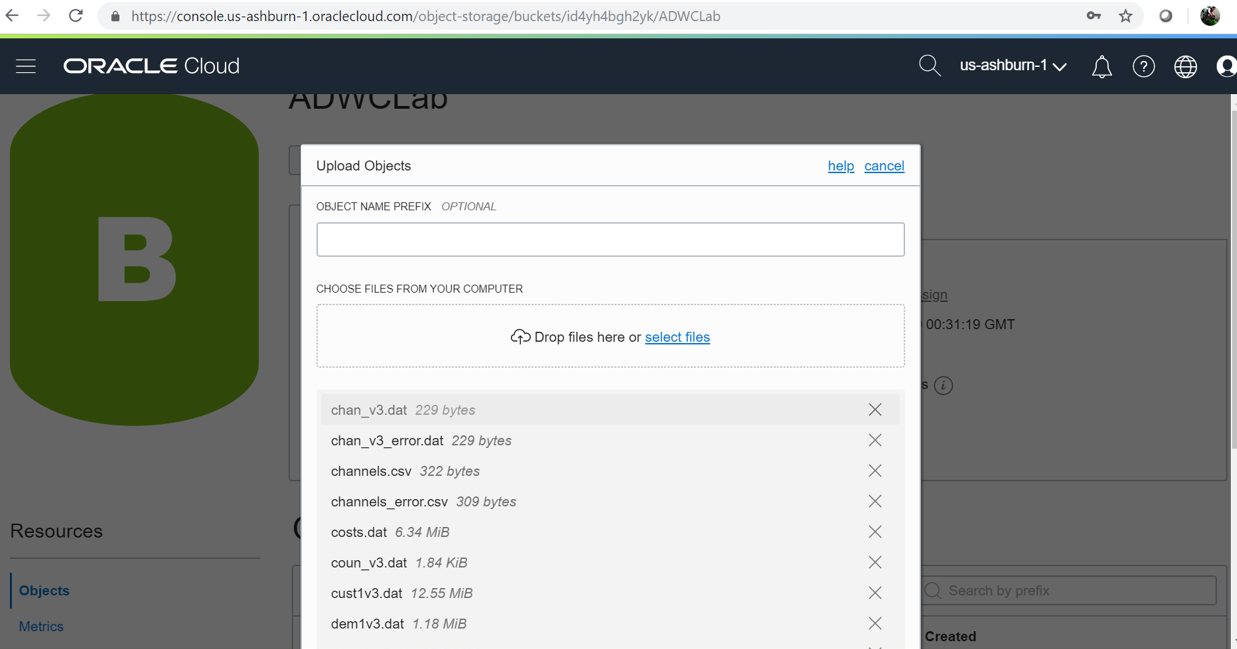 https://console.us-ashburn-1.oraclecloud.com/object-storage/buckets/id4yh4bgh2yk/ADWCLab
ORACLE Cloud
us-ashburn-1
ADWCLab
B
Upload Objects
help cancel
OBJECT NAME PREFIX OPTIONAL
CHOOSE FILES FROM YOUR COMPUTER
Drop files here or select files
00:31:19 GMT
chan_v3.dat 229 bytes
chan_v3_error.dat 229 bytes
channels.csv 322 bytes
channels_error.csv 309 bytes
costs.dat 6.34 MiB
coun_v3.dat 1.84 KiB
cust1v3.dat 12.55 MiB
dem1v3.dat 1.18 MiB
Resources
Objects
Metrics
Search by prefix
Created